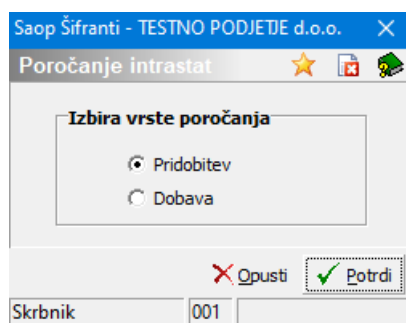 Saop Šifranti - TESTNO PODJETJE d.o.o.
Poročanje intrastat
Izbira vrste poročanja
Pridobitev
Dobava
Opusti Potrdi
Skrbnik 001